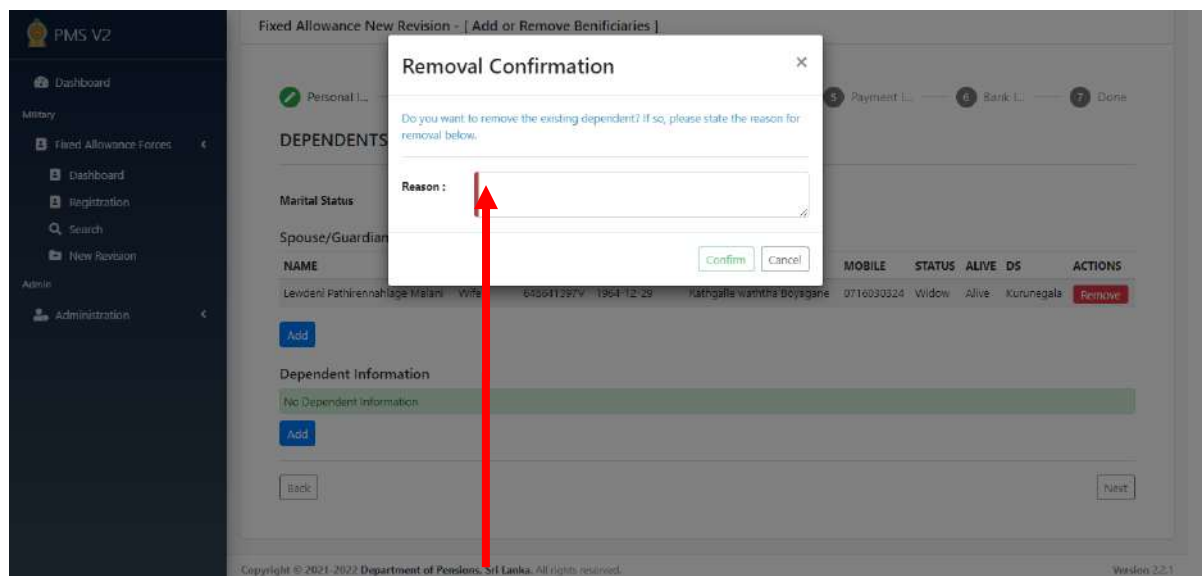 PMS V2
Fixed Allowance New Revision - [ Add or Remove Benificiaries ]
Dashboard
Military
Fixed Allowance Forces
Dashboard
Registration
Search
New Revision
Admin
Administration
Removal Confirmation ×
Do you want to remove the existing dependent? If so, please state the reason for
removal below.
Reason :
Confirm Cancel
Personal I... 5 Payment I... 6 Bank I... 7 Done
DEPENDENTS
Marital Status
Spouse/Guardian
NAME MOBILE STATUS ALIVE DS ACTIONS
Lewdeni Pathirennahlage Malani Wife 1964-12-29 Kathgalle waththa Boyagane 0716030324 Widow Alive Kurunegala Remove
Add
Dependent Information
No Dependent Information
Add
Back Next
Copyright © 2021-2022 Department of Pensions, Sri Lanka. All rights reserved. Version 2.2.1